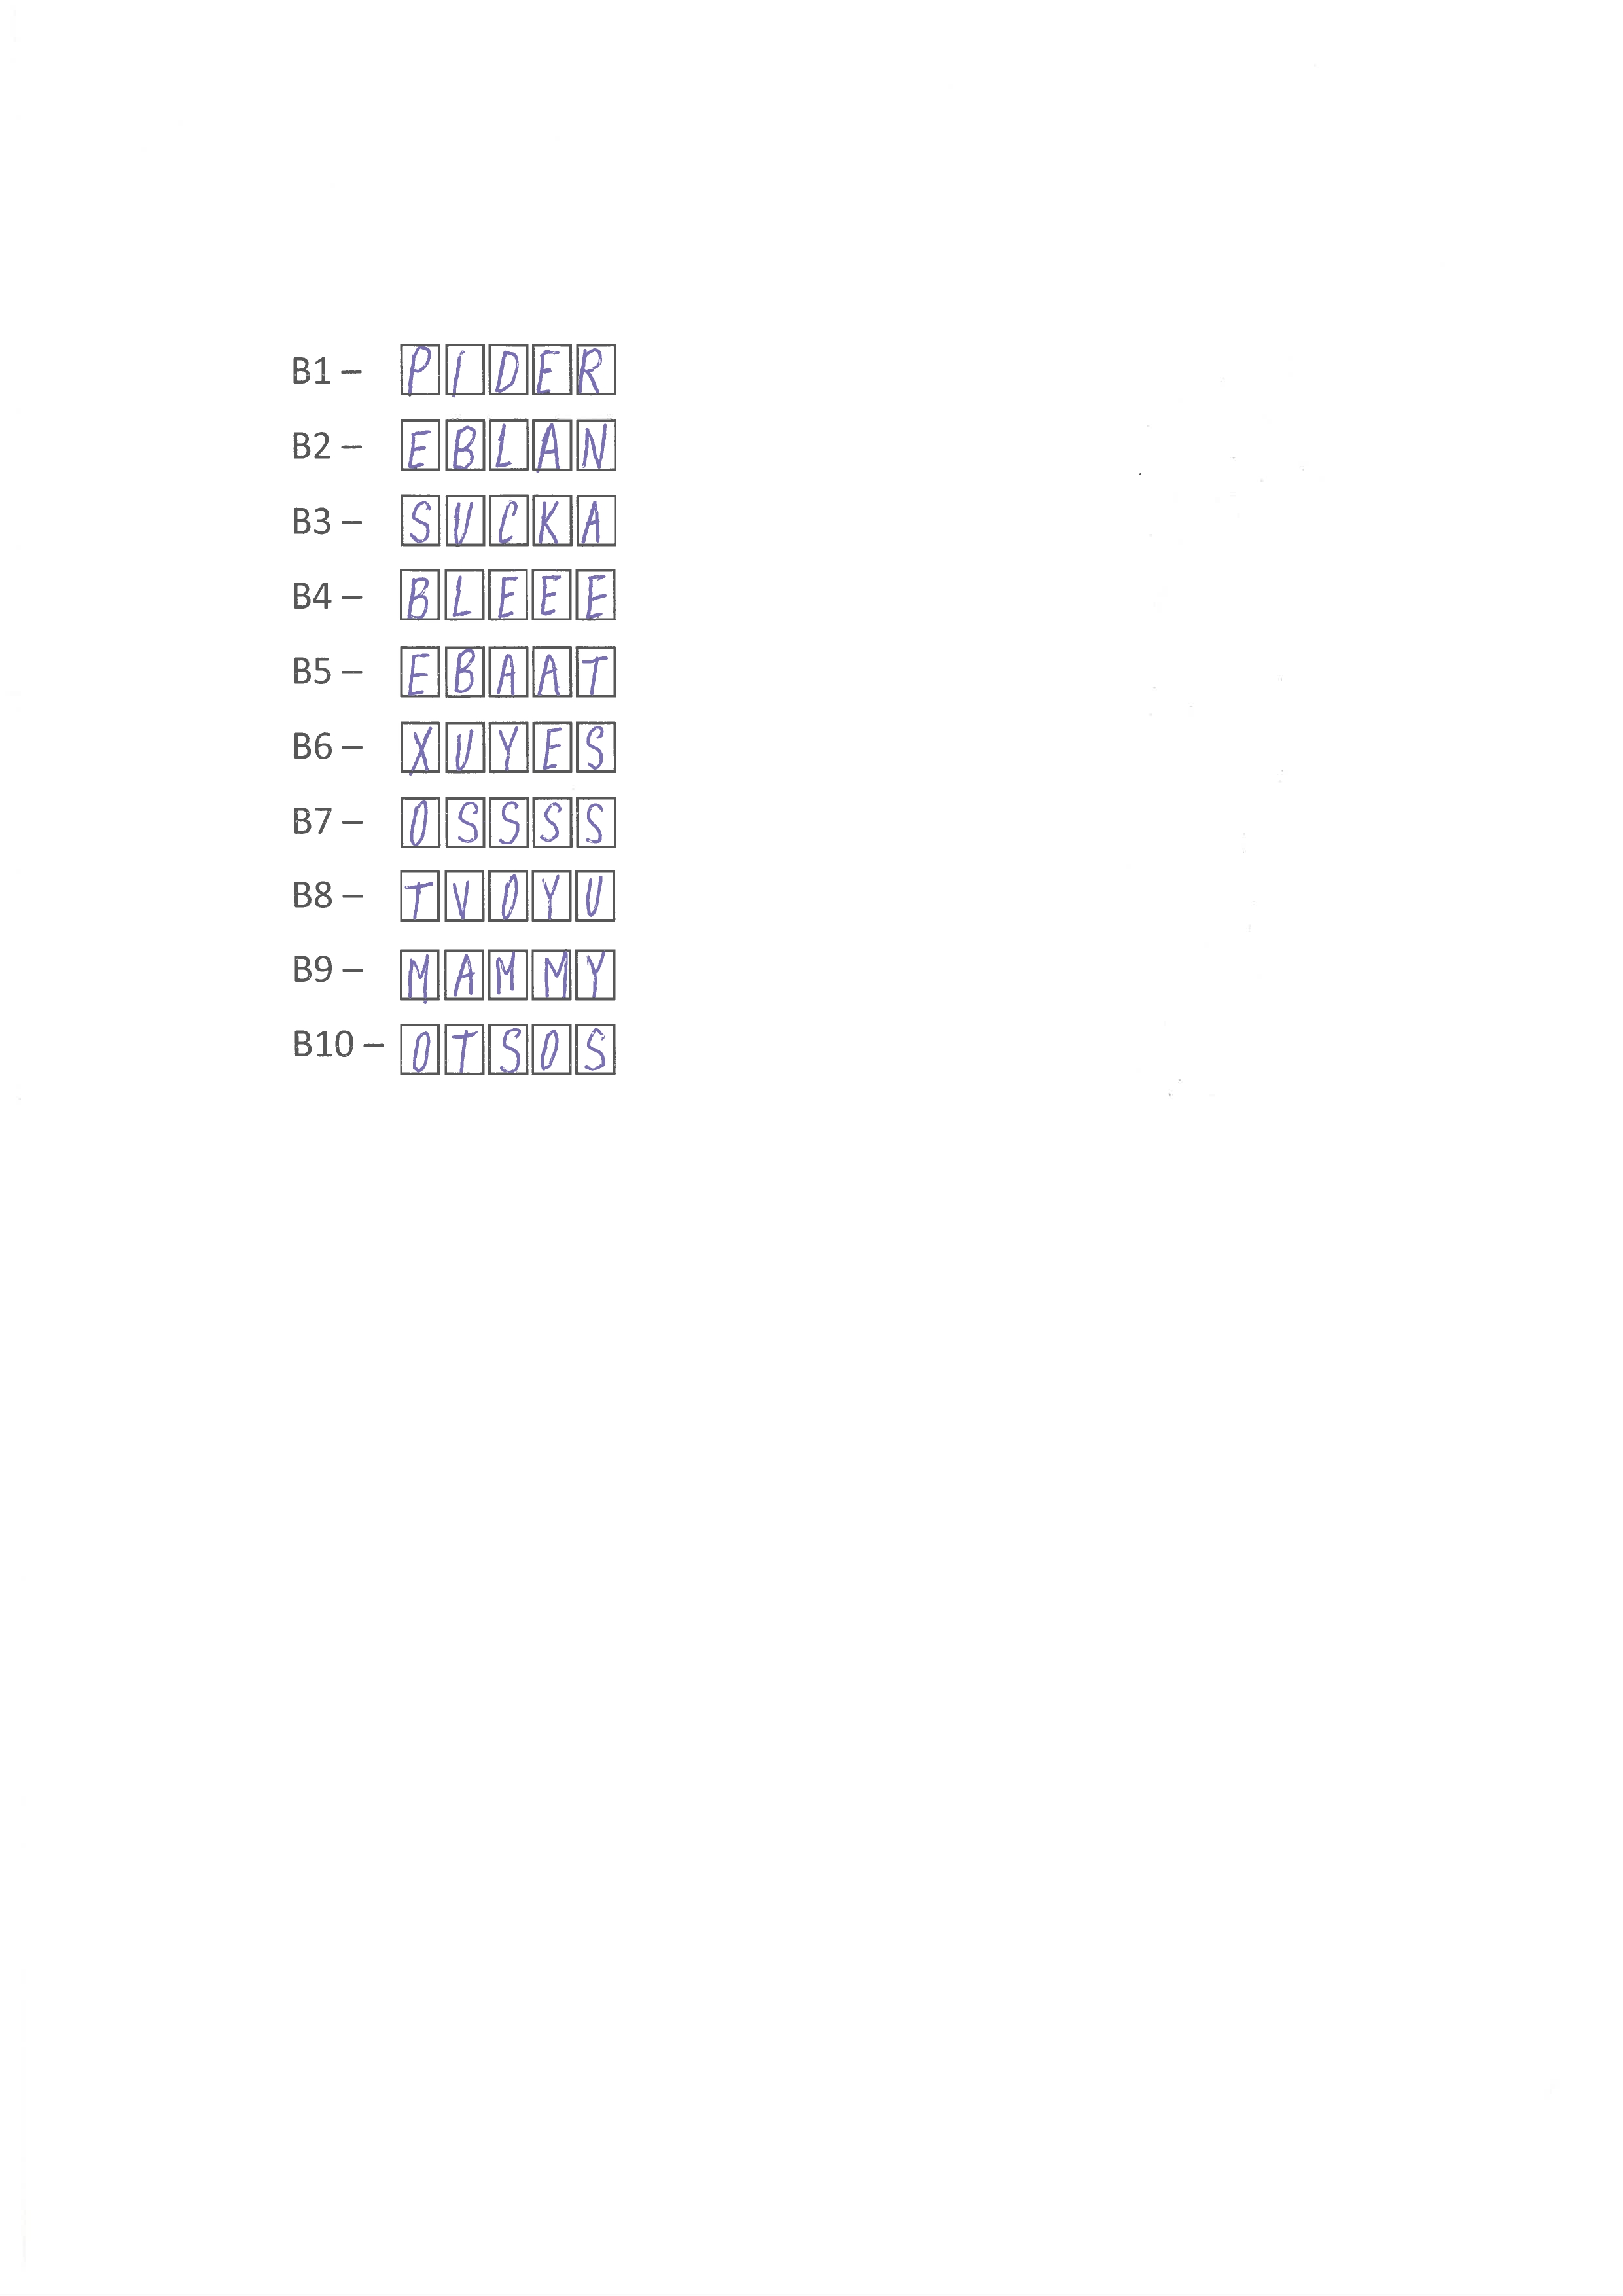 B1 – PIDER
B2 – EBLAN
B3 – SUCKA
B4 – BLEEE
B5 – EBAAT
B6 – XUYES
B7 – OSSSS
B8 – TVOYU
B9 – MAMMY
B10 – OTSOS